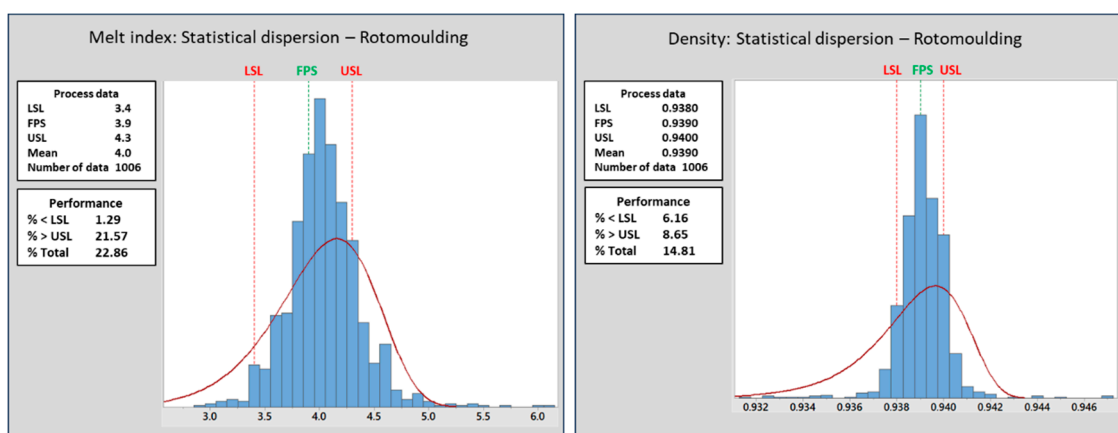 Melt index: Statistical dispersion – Rotomoulding
LSL FPS USL
Process data
LSL 3.4
FPS 3.9
USL 4.3
Mean 4.0
Number of data 1006
Performance
% < LSL 1.29
% > USL 21.57
% Total 22.86
3.0 3.5 4.0 4.5 5.0 5.5 6.0
Density: Statistical dispersion – Rotomoulding
LSL FPS USL
Process data
LSL 0.9380
FPS 0.9390
USL 0.9400
Mean 0.9390
Number of data 1006
Performance
% < LSL 6.16
% > USL 8.65
% Total 14.81
0.932 0.934 0.936 0.938 0.940 0.942 0.944 0.946